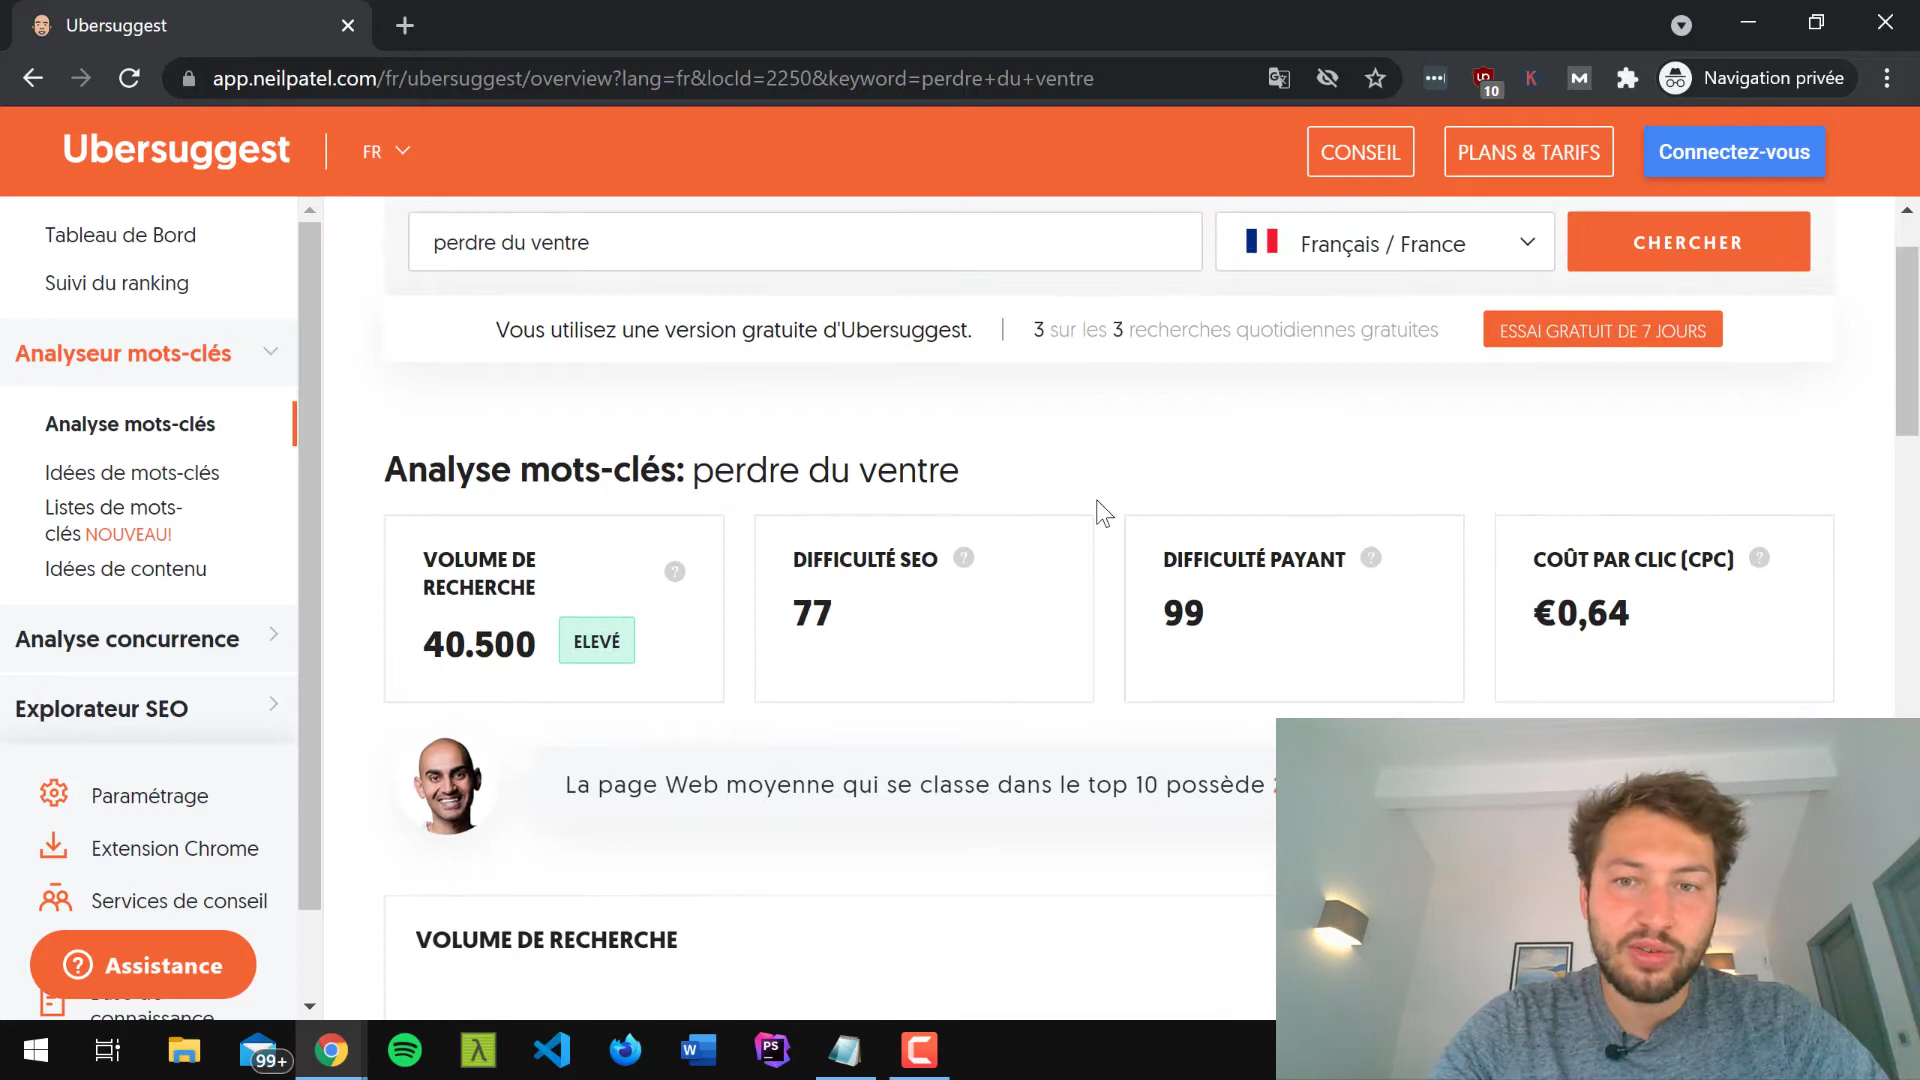 Ubersuggest
app.neilpatel.com/fr/ubersuggest/overview?lang=fr&locId=2250&keyword=perdre+du+ventre
10
Navigation privée
Ubersuggest
FR
CONSEIL
PLANS & TARIFS
Connectez-vous
Tableau de Bord
Suivi du ranking
Analyseur mots-clés
Analyse mots-clés
Idées de mots-clés
Listes de mots-
clés NOUVEAU!
Idées de contenu
Analyse concurrence
Explorateur SEO
Paramétrage
Extension Chrome
Services de conseil
Assistance
connaissance
perdre du ventre
Français / France
CHERCHER
Vous utilisez une version gratuite d'Ubersuggest.
3 sur les 3 recherches quotidiennes gratuites
ESSAI GRATUIT DE 7 JOURS
Analyse mots-clés: perdre du ventre
VOLUME DE
RECHERCHE
40.500
ELEVÉ
DIFFICULTÉ SEO
77
DIFFICULTÉ PAYANT
99
COÛT PAR CLIC (CPC)
€0,64
La page Web moyenne qui se classe dans le top 10 possède
VOLUME DE RECHERCHE
99+